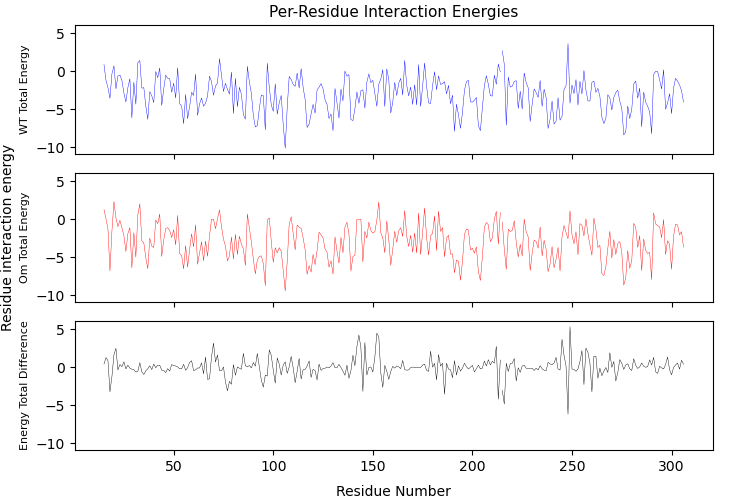 Per-Residue Interaction Energies
Residue interaction energy
WT Total Energy
5
0
−5
−10
Om Total Energy
5
0
−5
−10
Energy Total Difference
5
0
−5
−10
50 100 150 200 250 300
Residue Number